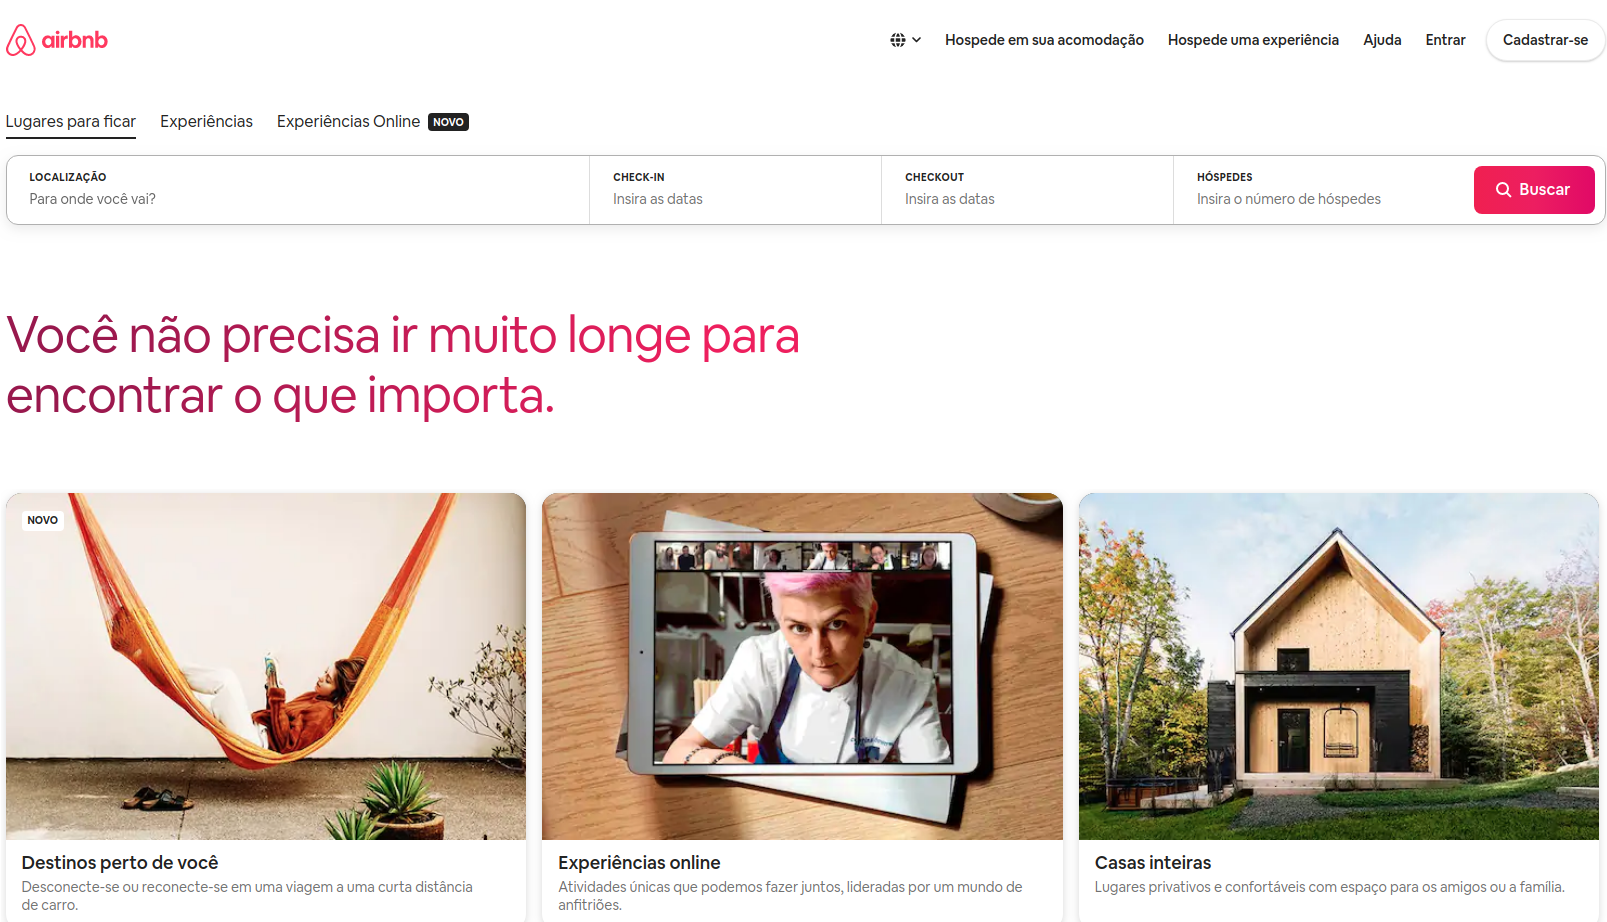 airbnb
Hospede em sua acomodação
Hospede uma experiência
Ajuda
Entrar
Cadastrar-se
Lugares para ficar
Experiências
Experiências Online
NOVO
LOCALIZAÇÃO
Para onde você vai?
CHECK-IN
Insira as datas
CHECKOUT
Insira as datas
HÓSPEDES
Insira o número de hóspedes
Buscar
Você não precisa ir muito longe para
encontrar o que importa.
NOVO
Destinos perto de você
Desconecte-se ou reconecte-se em uma viagem a uma curta distância
de carro.
Experiências online
Atividades únicas que podemos fazer juntos, lideradas por um mundo de
anfitriões.
Casas inteiras
Lugares privativos e confortáveis com espaço para os amigos ou a família.